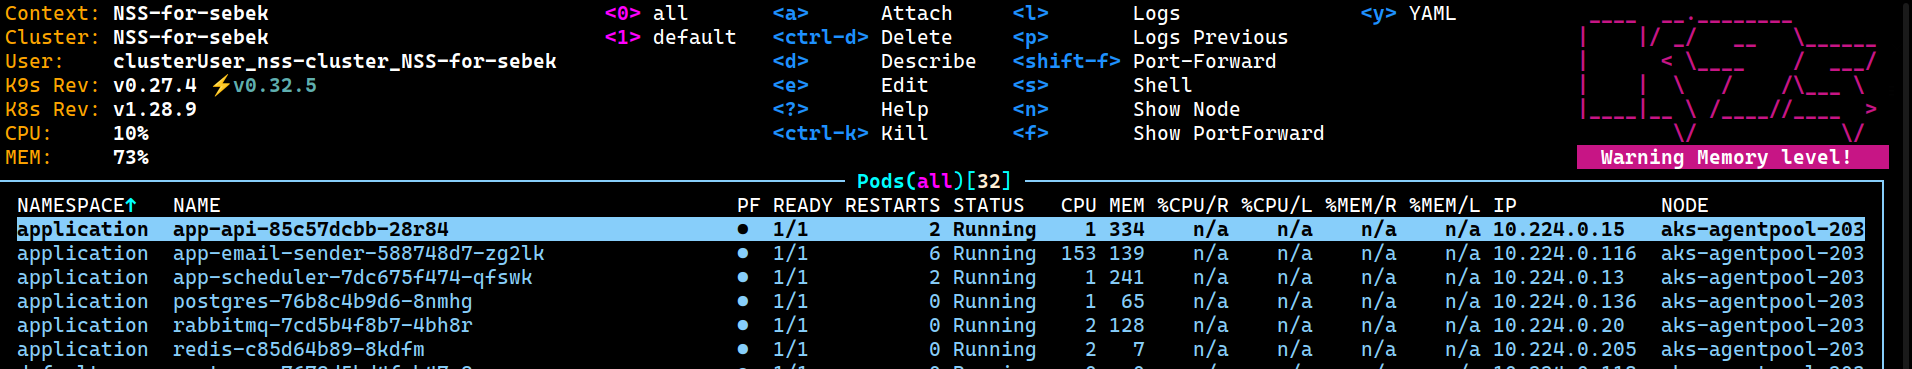 Context: NSS-for-sebek <0> all <a> Attach <l> Logs <y> YAML
Cluster: NSS-for-sebek <1> default <ctrl-d> Delete <p> Logs Previous
User: clusterUser_nss-cluster_NSS-for-sebek <d> Describe <shift-f> Port-Forward
K9s Rev: v0.27.4 ⚡v0.32.5 <e> Edit <s> Shell
K8s Rev: v1.28.9 <?> Help <n> Show Node
CPU: 10% <ctrl-k> Kill <f> Show PortForward
MEM: 73%
Warning Memory level!
Pods(all)[32]
NAMESPACE↑ NAME PF READY RESTARTS STATUS CPU MEM %CPU/R %CPU/L %MEM/R %MEM/L IP NODE
application app-api-85c57dcbb-28r84 ● 1/1 2 Running 1 334 n/a n/a n/a n/a 10.224.0.15 aks-agentpool-203
application app-email-sender-588748d7-zg2lk ● 1/1 6 Running 153 139 n/a n/a n/a n/a 10.224.0.116 aks-agentpool-203
application app-scheduler-7dc675f474-qfswk ● 1/1 2 Running 1 241 n/a n/a n/a n/a 10.224.0.13 aks-agentpool-203
application postgres-76b8c4b9d6-8nmhg ● 1/1 0 Running 1 65 n/a n/a n/a n/a 10.224.0.136 aks-agentpool-203
application rabbitmq-7cd5b4f8b7-4bh8r ● 1/1 0 Running 2 128 n/a n/a n/a n/a 10.224.0.20 aks-agentpool-203
application redis-c85d64b89-8kdfm ● 1/1 0 Running 2 7 n/a n/a n/a n/a 10.224.0.205 aks-agentpool-203